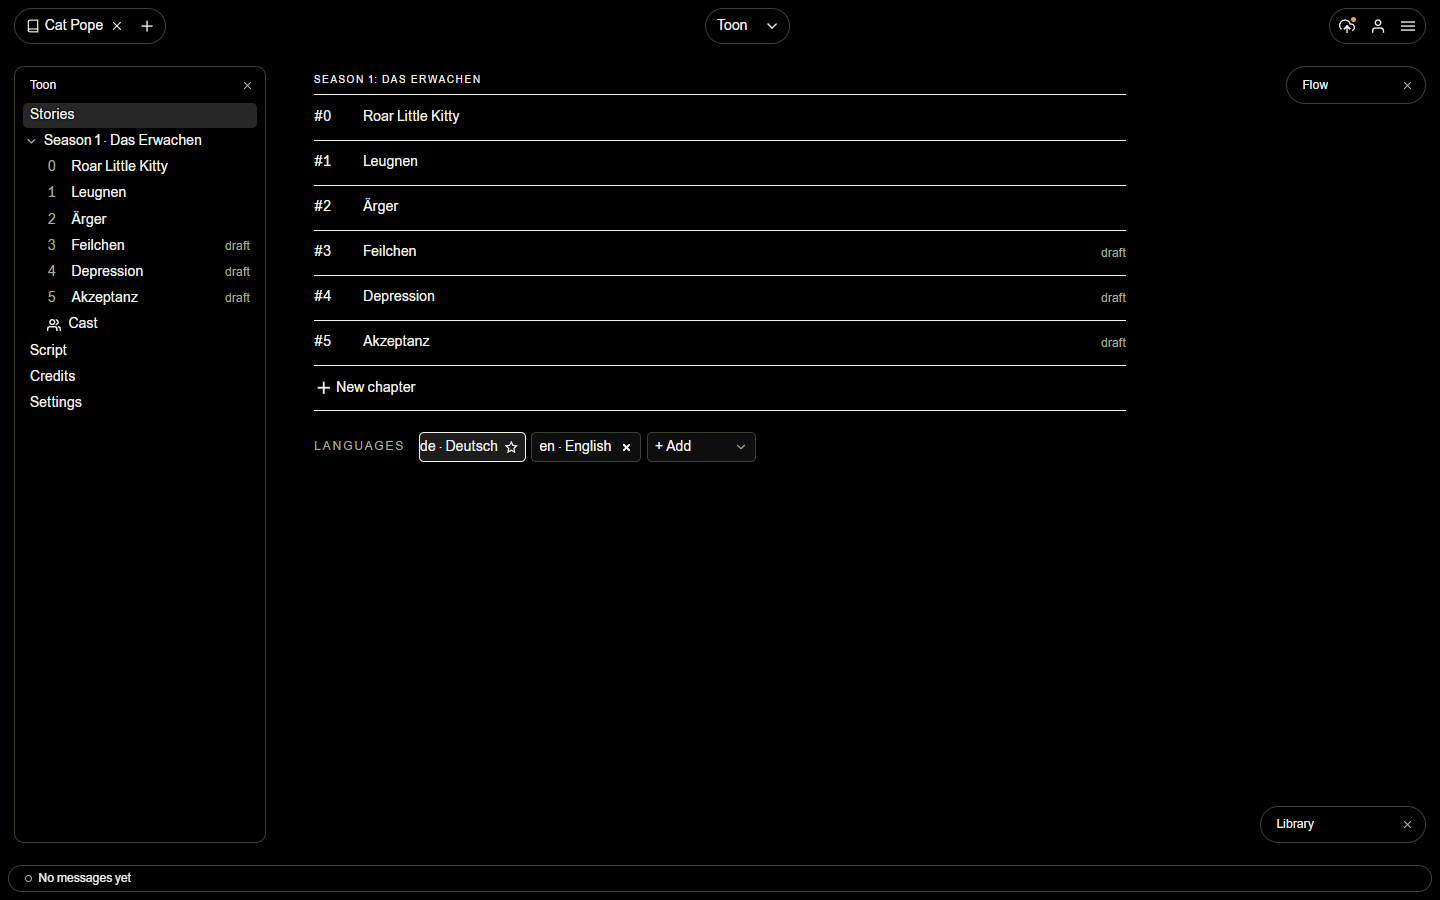 Cat Pope
Toon
Toon
Stories
Season 1 · Das Erwachen
0 Roar Little Kitty
1 Leugnen
2 Ärger
3 Feilchen draft
4 Depression draft
5 Akzeptanz draft
Cast
Script
Credits
Settings
SEASON 1: DAS ERWACHEN
#0 Roar Little Kitty
#1 Leugnen
#2 Ärger
#3 Feilchen draft
#4 Depression draft
#5 Akzeptanz draft
New chapter
LANGUAGES de · Deutsch en · English + Add
Flow
Library
No messages yet